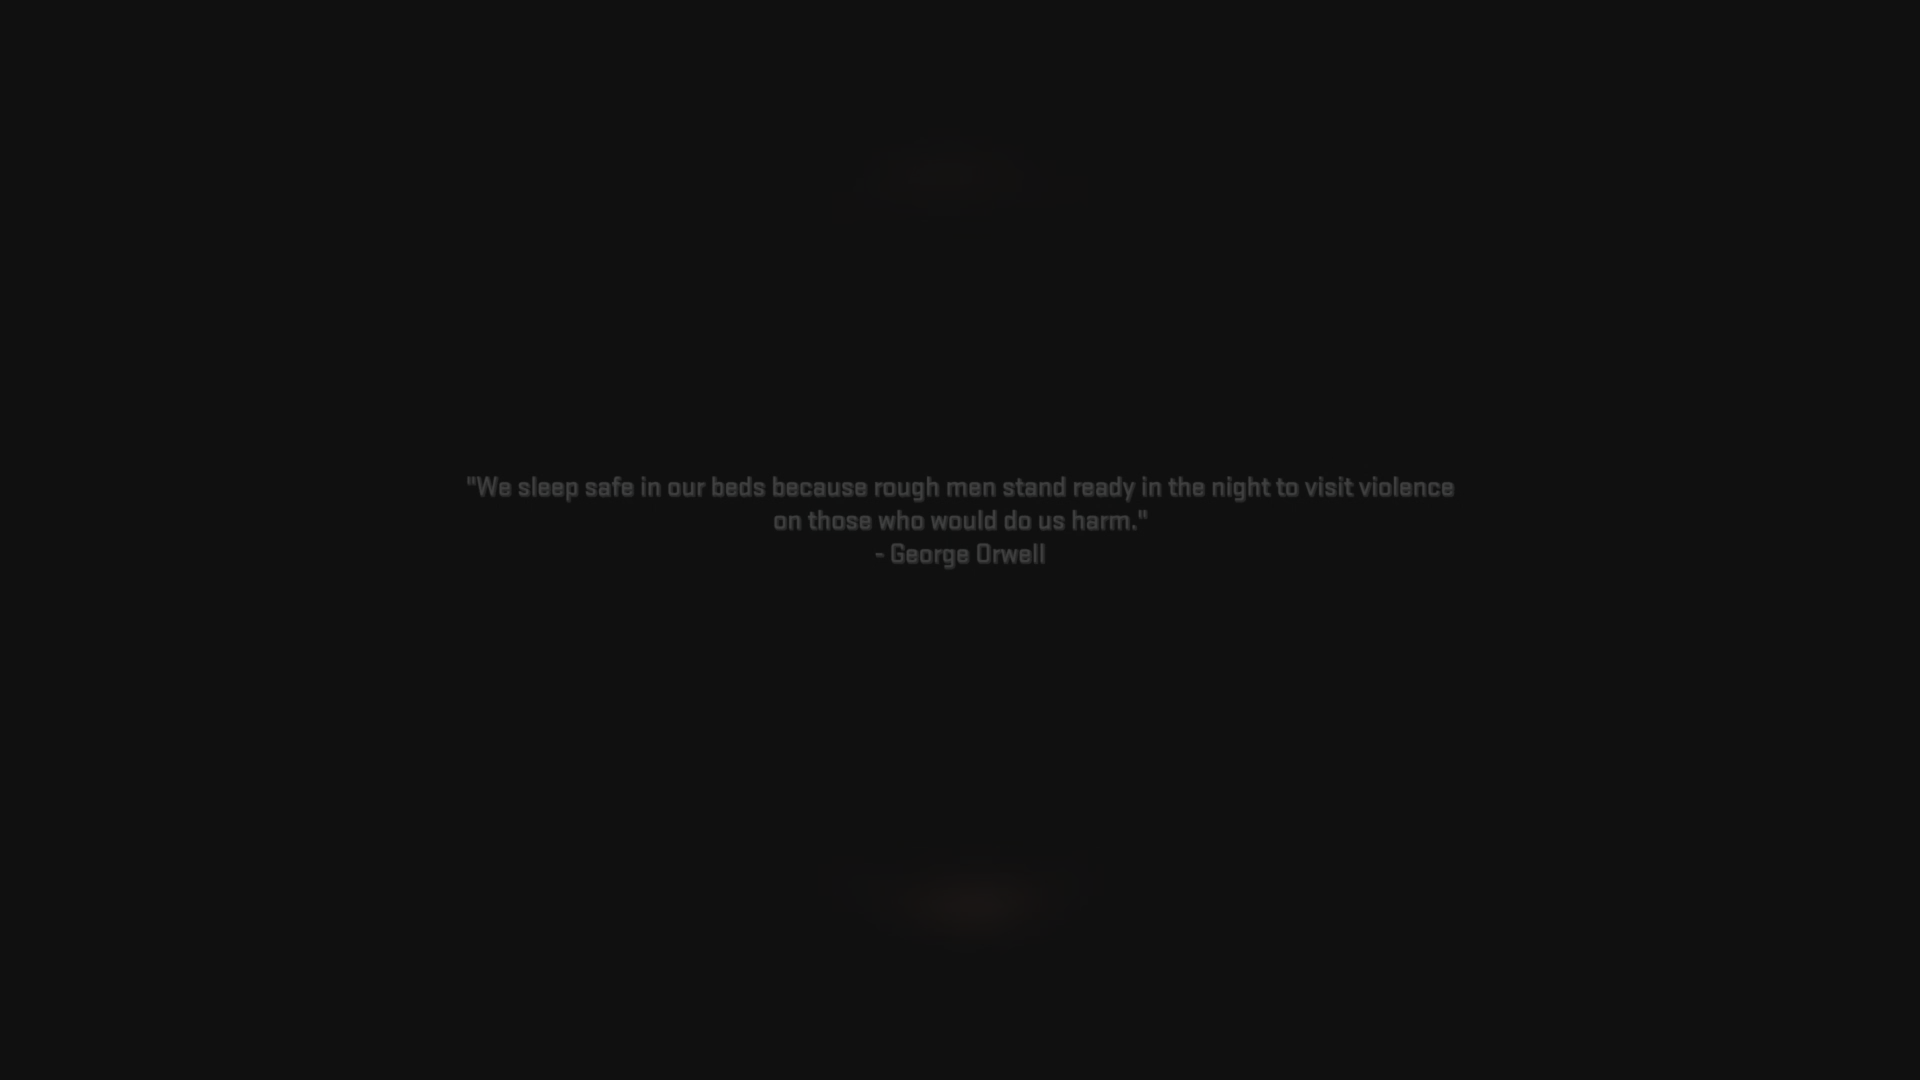 "We sleep safe in our beds because rough men stand ready in the night to visit violence
on those who would do us harm."
- George Orwell